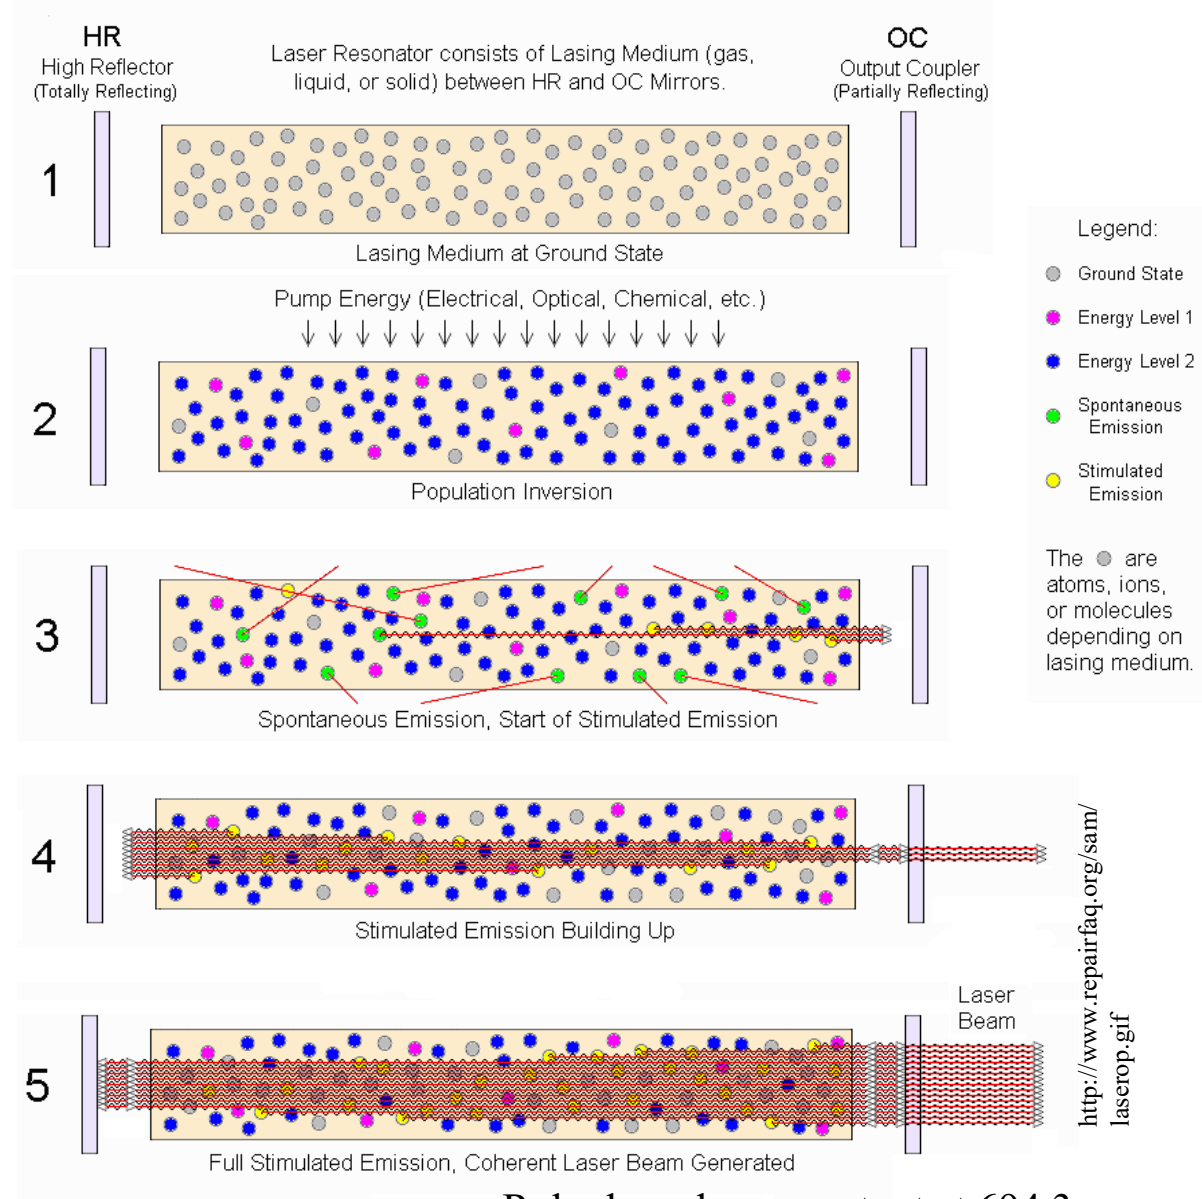 HR
High Reflector
(Totally Reflecting)
Laser Resonator consists of Lasing Medium (gas,
liquid, or solid) between HR and OC Mirrors.
OC
Output Coupler
(Partially Reflecting)
1
Lasing Medium at Ground State
Pump Energy (Electrical, Optical, Chemical, etc.)
2
Population Inversion
3
Spontaneous Emission, Start of Stimulated Emission
4
Stimulated Emission Building Up
5
Laser
Beam
Full Stimulated Emission, Coherent Laser Beam Generated
Legend:
Ground State
Energy Level 1
Energy Level 2
Spontaneous
Emission
Stimulated
Emission
The are
atoms, ions,
or molecules
depending on
lasing medium.
http://www.repairfaq.org/sam/
laserop.gif